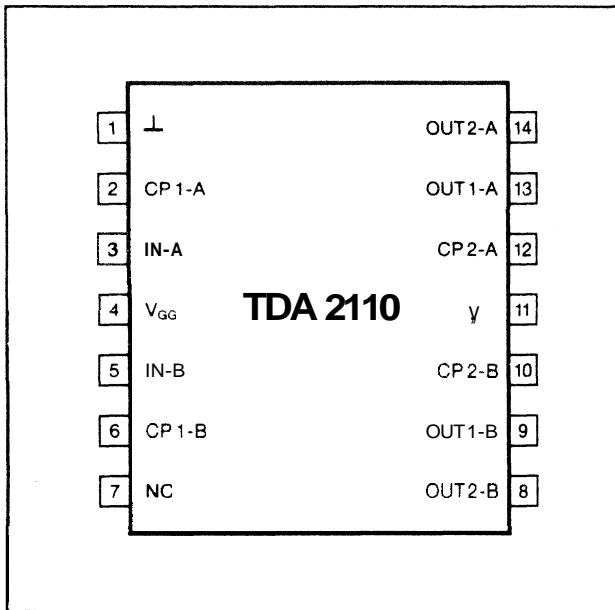 1 ⊥ OUT2-A 14
2 CP1-A OUT1-A 13
3 IN-A CP2-A 12
4 VGG TDA 2110 11
5 IN-B CP2-B 10
6 CP1-B OUT1-B 9
7 NC OUT2-B 8